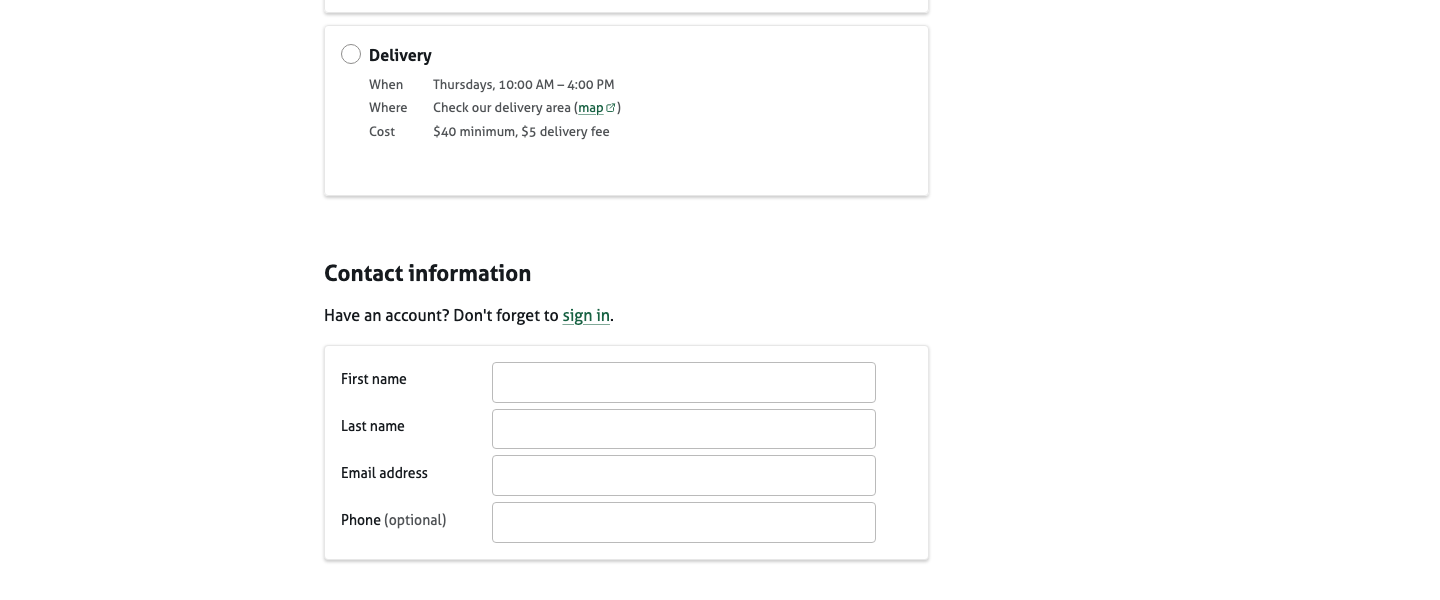 Delivery
When Thursdays, 10:00 AM – 4:00 PM
Where Check our delivery area (map)
Cost $40 minimum, $5 delivery fee
Contact information
Have an account? Don't forget to sign in.
First name
Last name
Email address
Phone (optional)